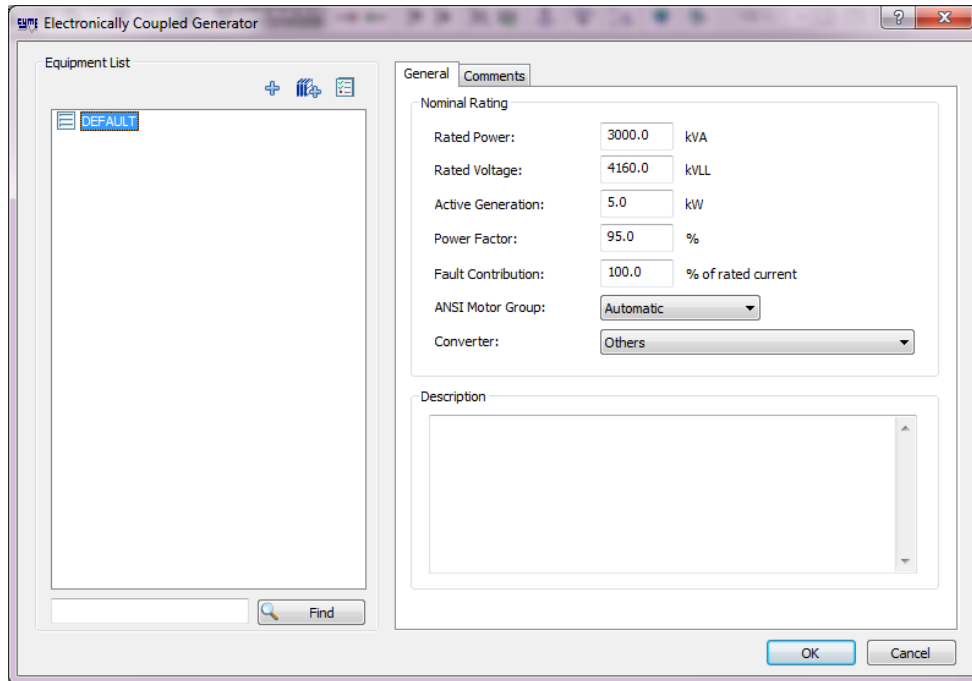 CYME Electronically Coupled Generator
Equipment List
DEFAULT
Find
General Comments
Nominal Rating
Rated Power: 3000.0 kVA
Rated Voltage: 4160.0 kVLL
Active Generation: 5.0 kW
Power Factor: 95.0 %
Fault Contribution: 100.0 % of rated current
ANSI Motor Group: Automatic
Converter: Others
Description
OK Cancel